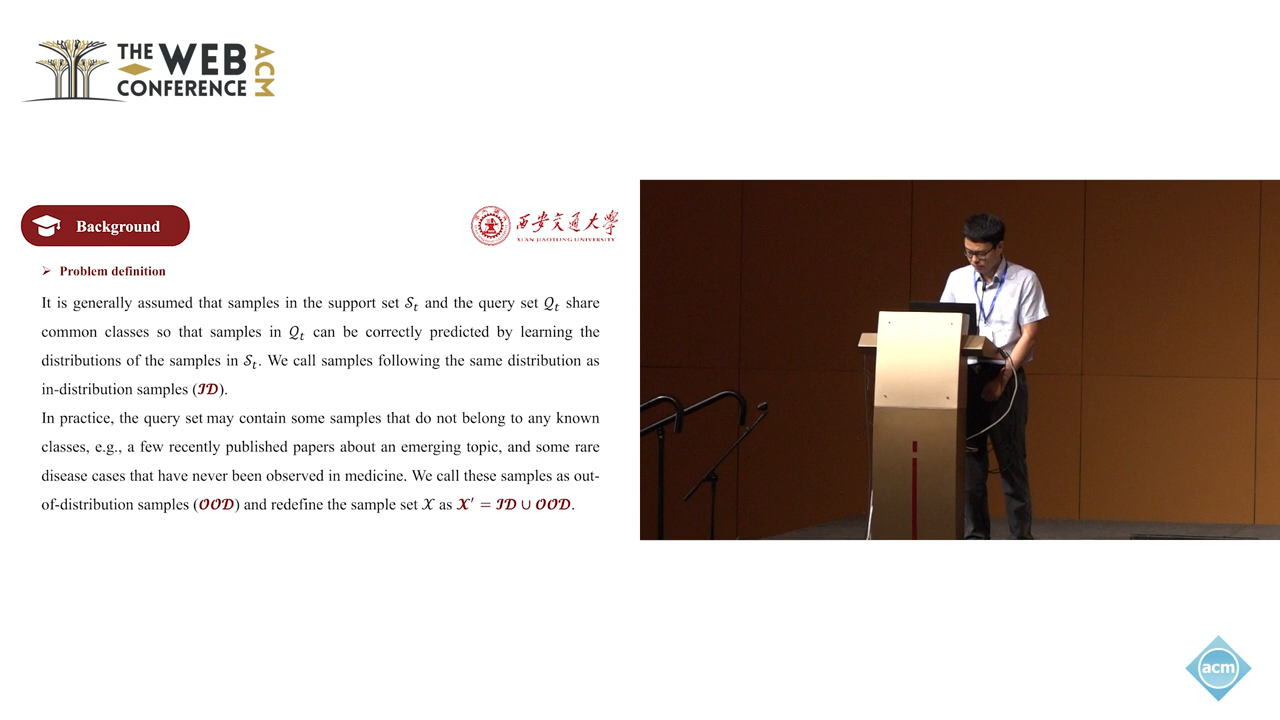 THE WEB CONFERENCE ACM
Background
西安交通大學
XI'AN JIAOTONG UNIVERSITY
➢ Problem definition
It is generally assumed that samples in the support set 𝒮ₜ and the query set 𝒬ₜ share
common classes so that samples in 𝒬ₜ can be correctly predicted by learning the
distributions of the samples in 𝒮ₜ. We call samples following the same distribution as
in-distribution samples (𝓘𝓓).
In practice, the query set may contain some samples that do not belong to any known
classes, e.g., a few recently published papers about an emerging topic, and some rare
disease cases that have never been observed in medicine. We call these samples as out-
of-distribution samples (𝓞𝓞𝓓) and redefine the sample set 𝒳 as 𝓧′ = 𝓘𝓓 ∪ 𝓞𝓞𝓓.
acm